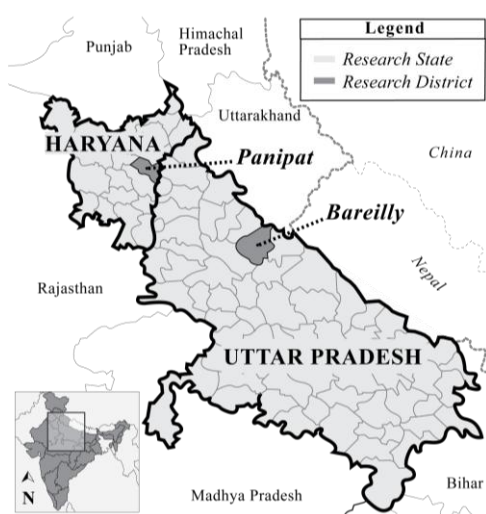 Legend
Research State
Research District
Punjab
Himachal
Pradesh
Uttarakhand
HARYANA
Panipat
China
Bareilly
Nepal
Rajasthan
UTTAR PRADESH
N
Madhya Pradesh
Bihar